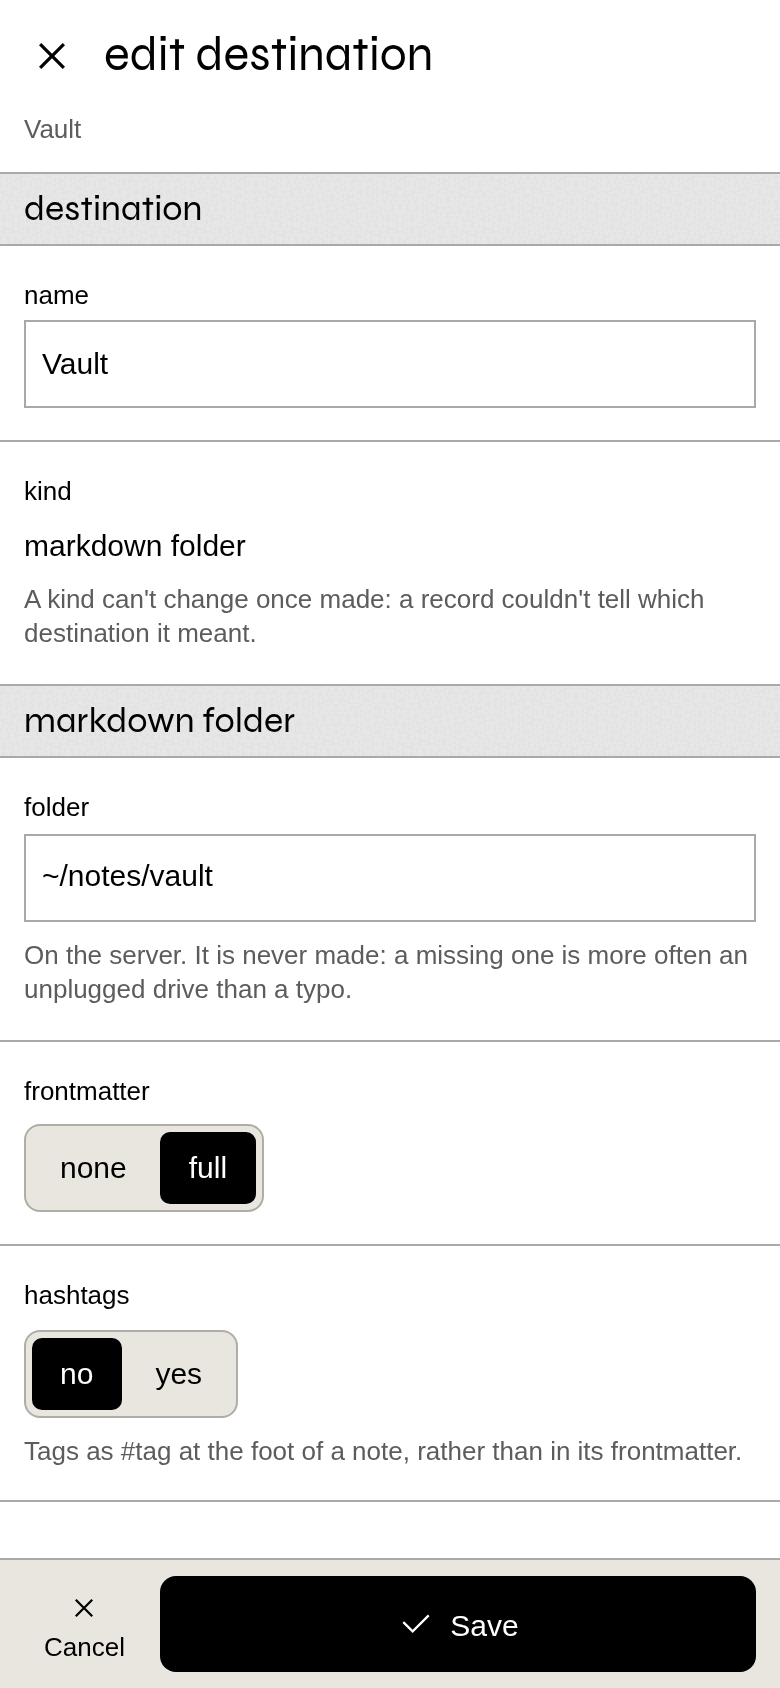 edit destination
Vault
destination
name
Vault
kind
markdown folder
A kind can't change once made: a record couldn't tell which
destination it meant.
markdown folder
folder
~/notes/vault
On the server. It is never made: a missing one is more often an
unplugged drive than a typo.
frontmatter
none full
hashtags
no yes
Tags as #tag at the foot of a note, rather than in its frontmatter.
Cancel
Save